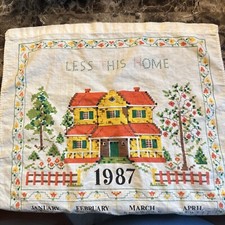 LESS HIS HOME
1987
JANUARY FEBRUARY MARCH APRIL